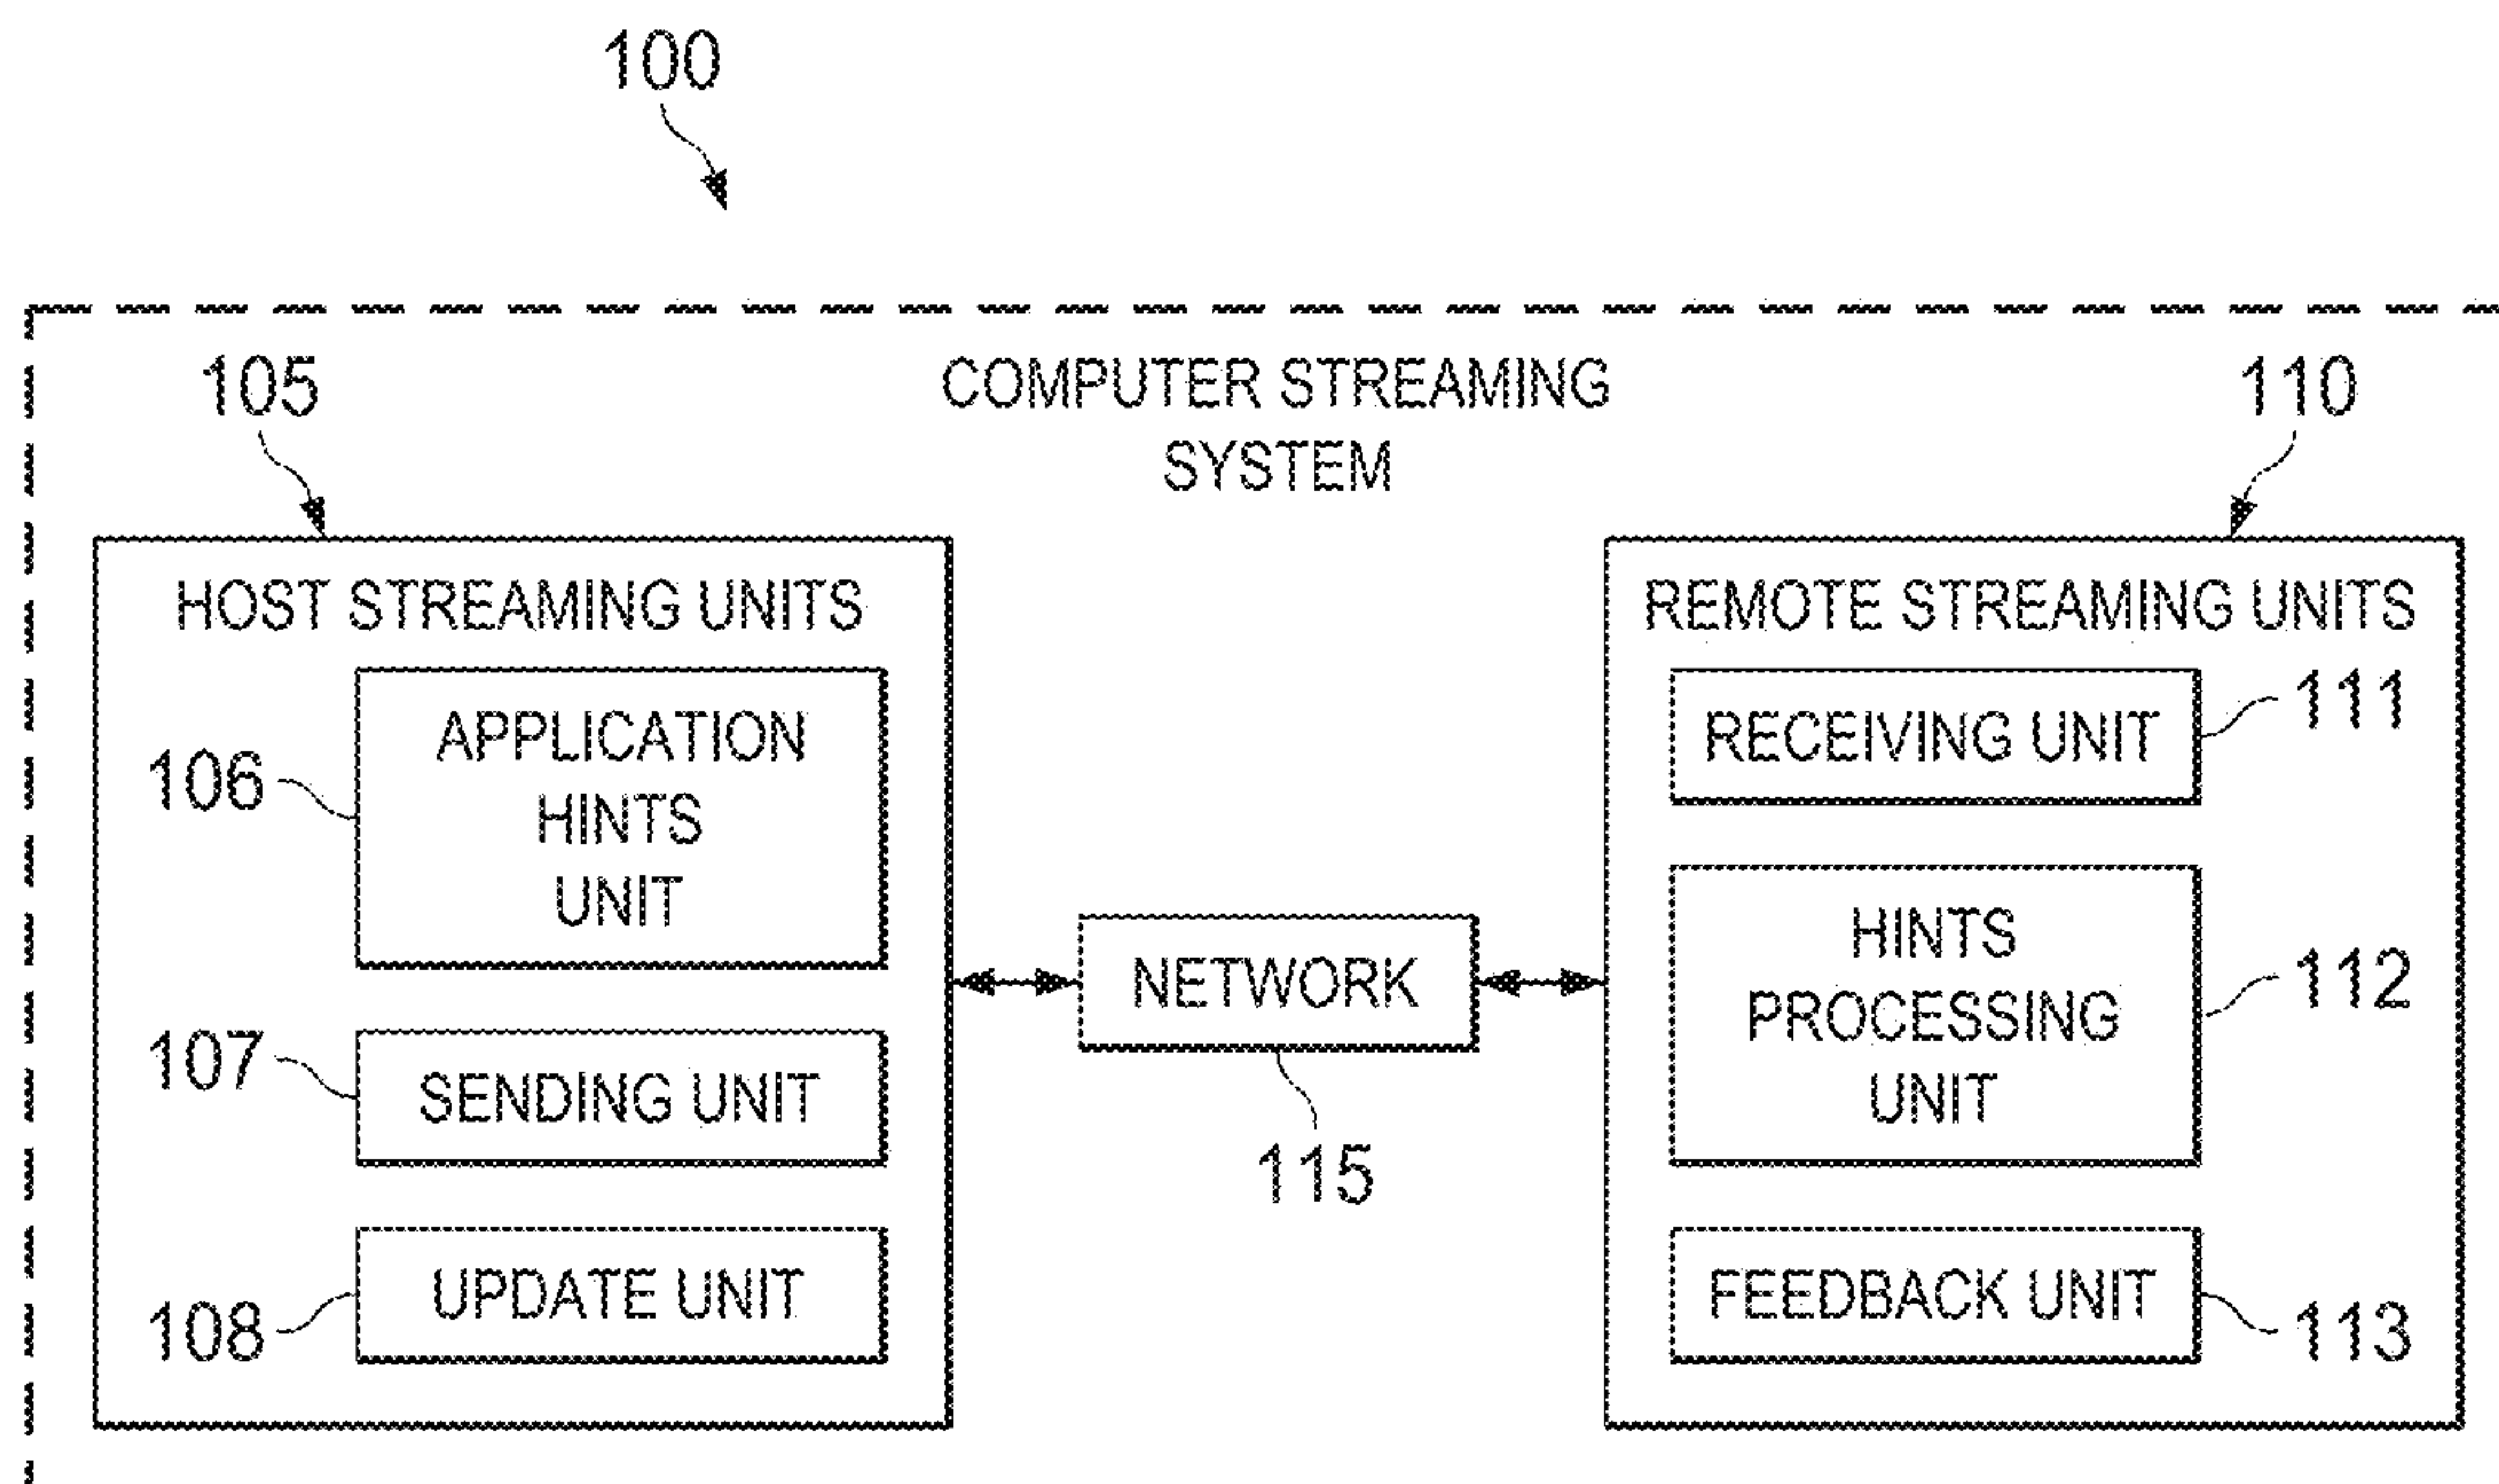 100
COMPUTER STREAMING
SYSTEM
105
HOST STREAMING UNITS
106
APPLICATION
HINTS
UNIT
107
SENDING UNIT
108
UPDATE UNIT
NETWORK
115
110
REMOTE STREAMING UNITS
RECEIVING UNIT
111
HINTS
PROCESSING
UNIT
112
FEEDBACK UNIT
113